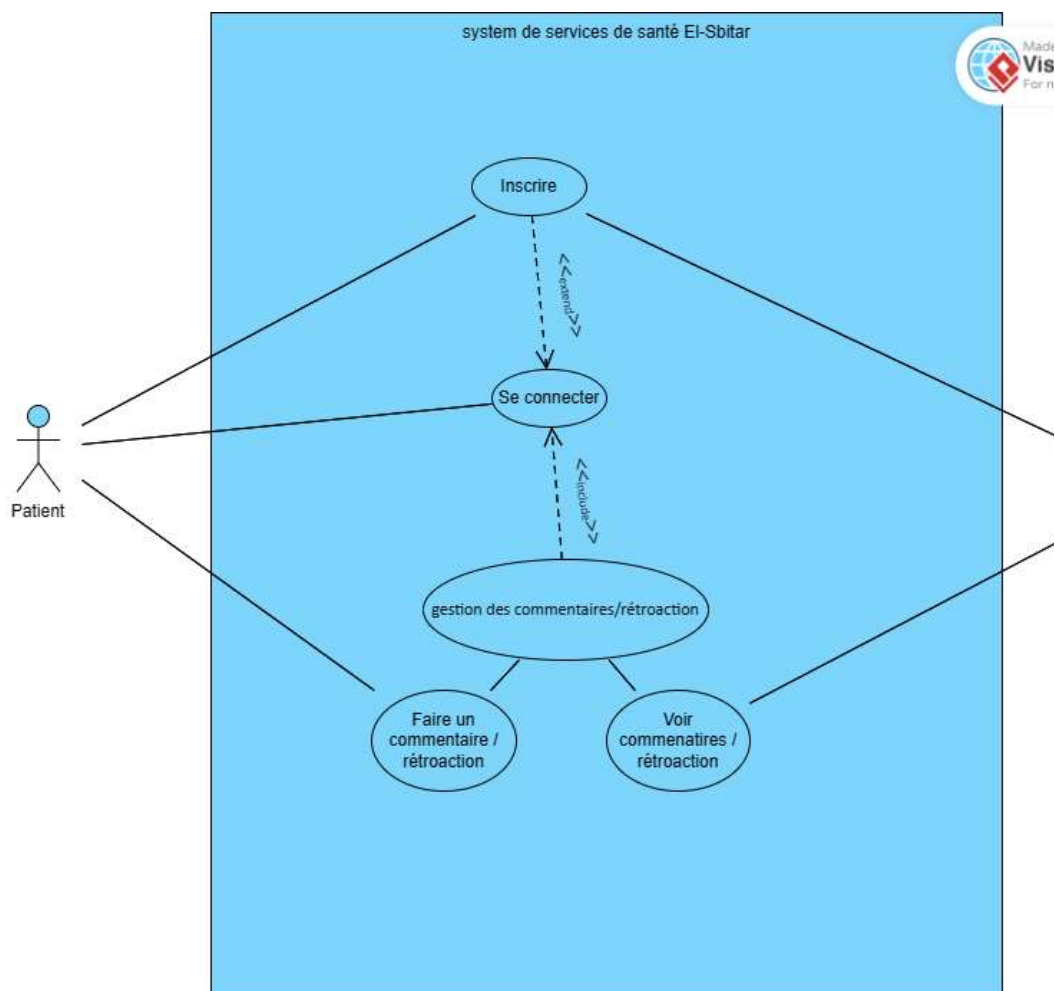 system de services de santé El-Sbitar
Made
Vis
For n
Inscrire
<<extend>>
Se connecter
Patient
<<include>>
gestion des commentaires/rétroaction
Faire un
commentaire /
rétroaction
Voir
commenatires /
rétroaction